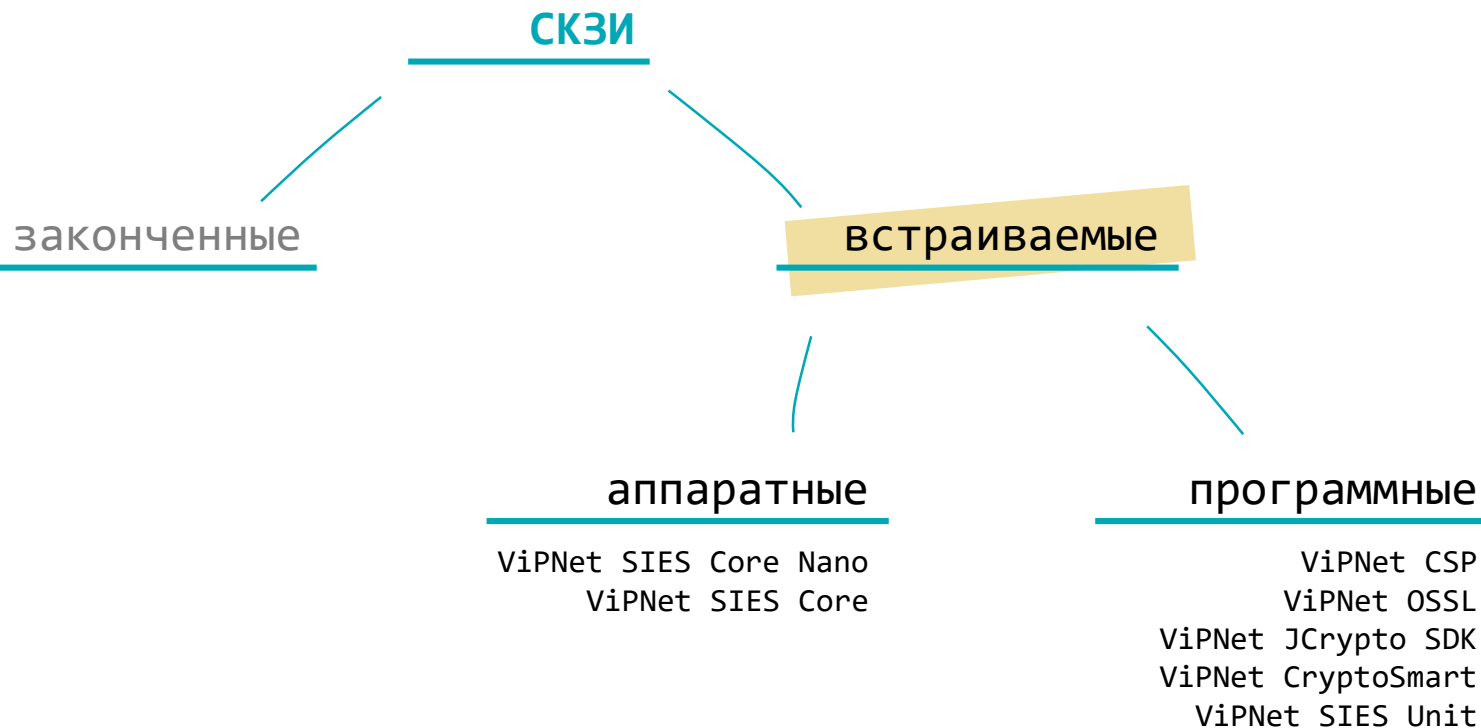 СКЗИ
законченные
встраиваемые
аппаратные
ViPNet SIES Core Nano
ViPNet SIES Core
программные
ViPNet CSP
ViPNet OSSL
ViPNet JCrypto SDK
ViPNet CryptoSmart
ViPNet SIES Unit